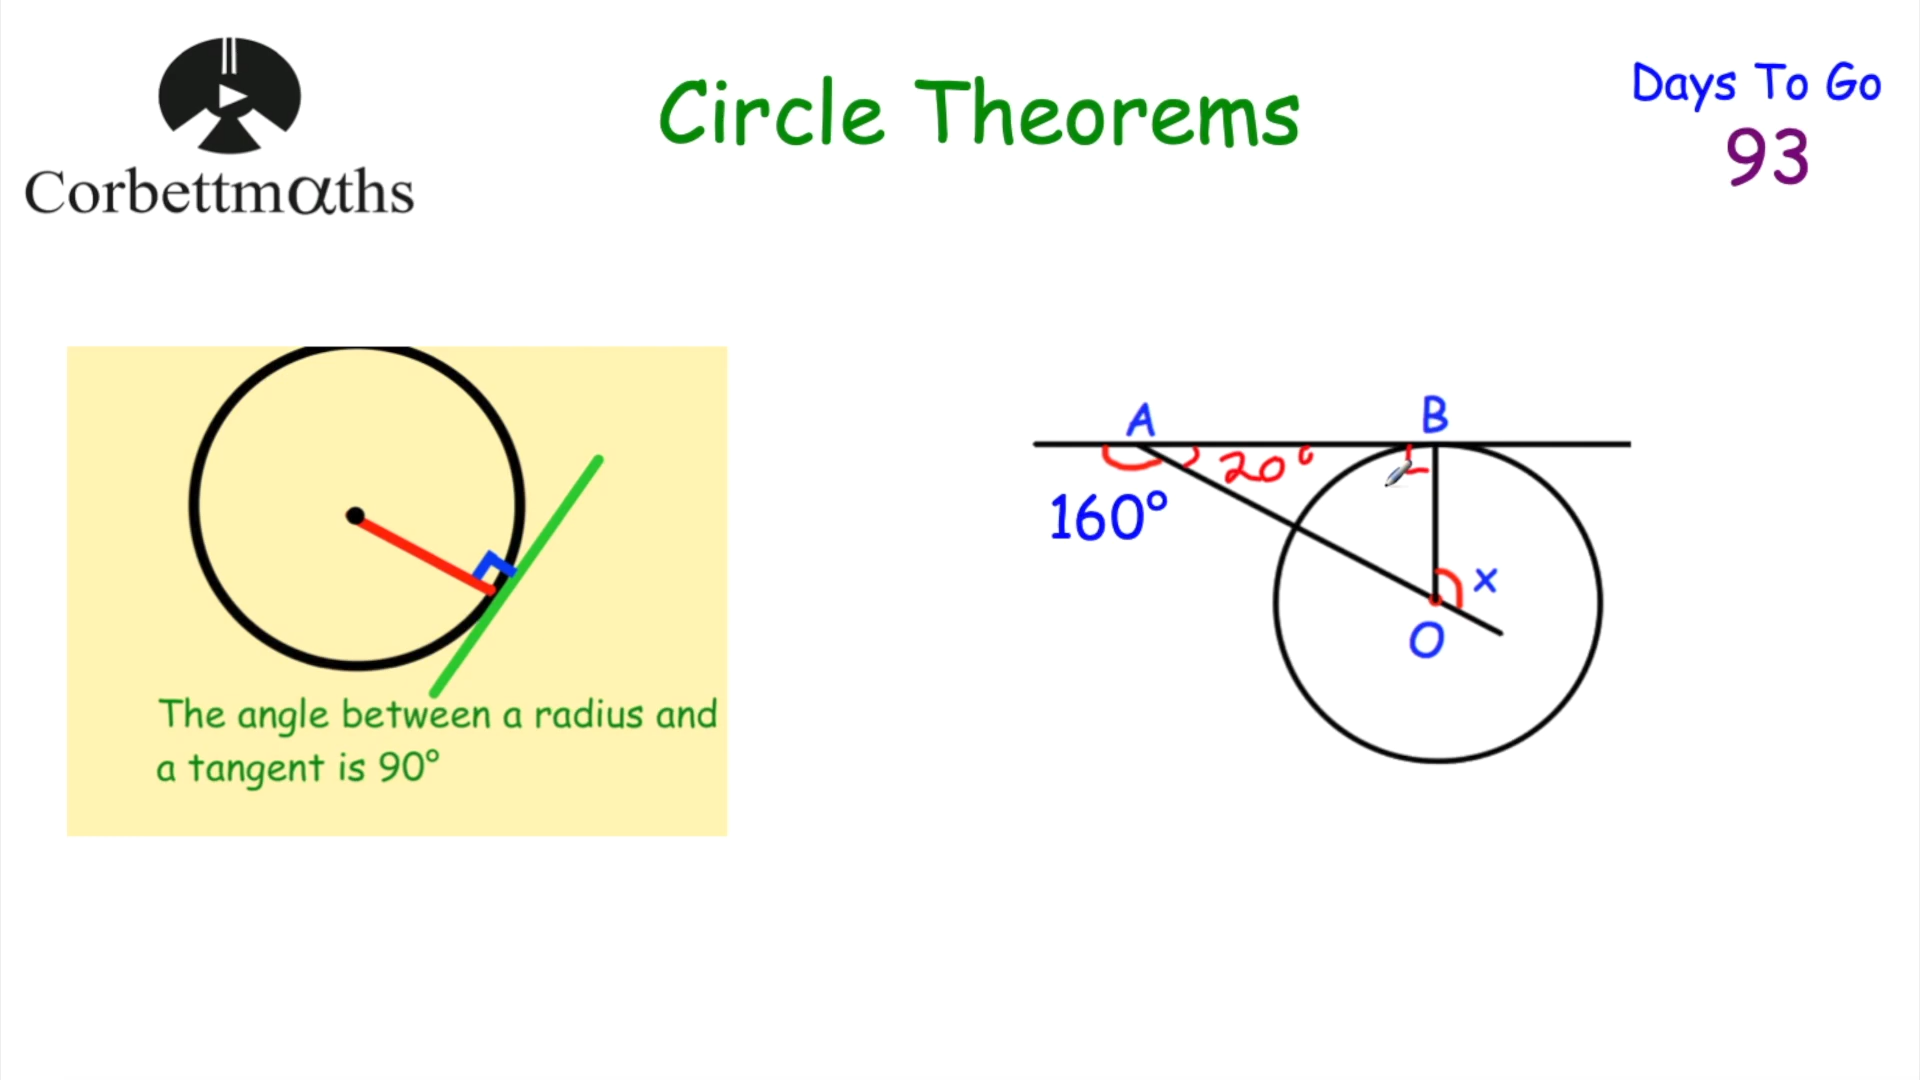 Corbettmαths
Circle Theorems
Days To Go
93
The angle between a radius and
a tangent is 90°
A
B
20°
160°
x
O